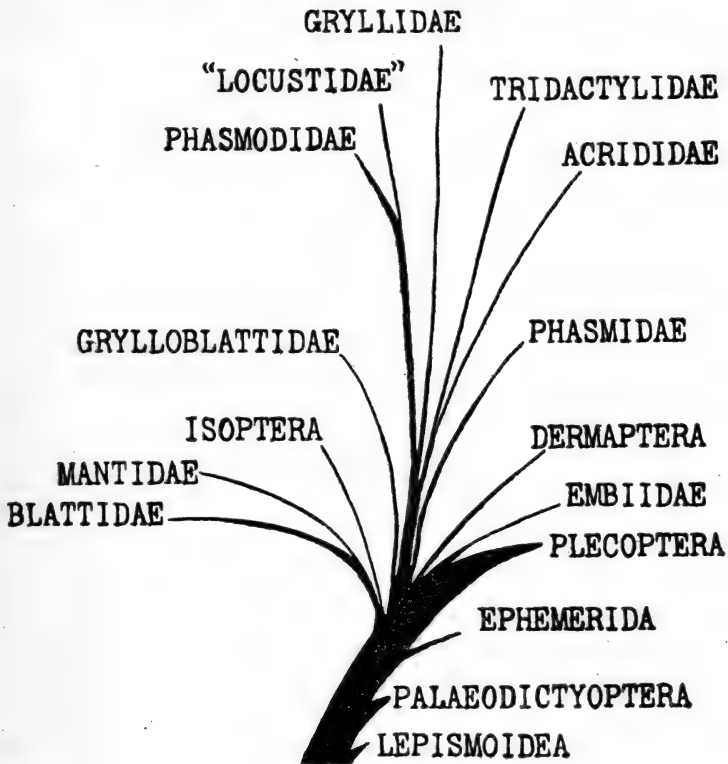 GRYLLIDAE
“LOCUSTIDAE”
TRIDACTYLIDAE
PHASMODIDAE
ACRIDIDAE
GRYLLOBLATTIDAE
PHASMIDAE
ISOPTERA
DERMAPTERA
MANTIDAE
EMBIIDAE
BLATTIDAE
PLECOPTERA
EPHEMERIDA
PALAEODICTYOPTERA
LEPISMOIDEA